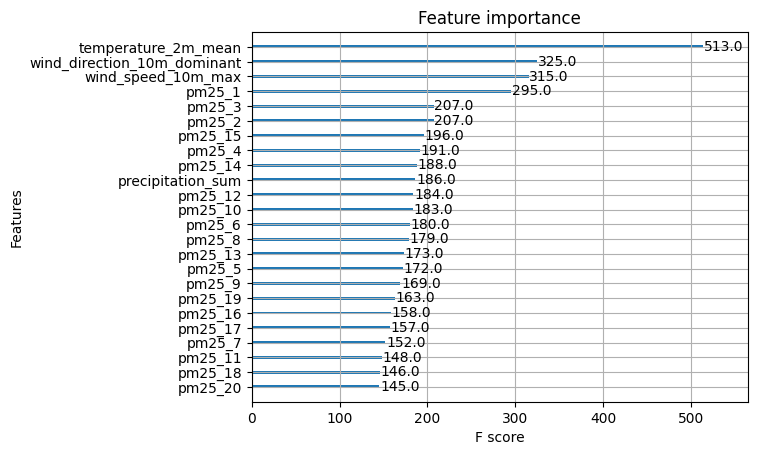 Feature importance
temperature_2m_mean 513.0
wind_direction_10m_dominant 325.0
wind_speed_10m_max 315.0
pm25_1 295.0
pm25_3 207.0
pm25_2 207.0
pm25_15 196.0
pm25_4 191.0
pm25_14 188.0
precipitation_sum 186.0
pm25_12 184.0
pm25_10 183.0
pm25_6 180.0
pm25_8 179.0
pm25_13 173.0
pm25_5 172.0
pm25_9 169.0
pm25_19 163.0
pm25_16 158.0
pm25_17 157.0
pm25_7 152.0
pm25_11 148.0
pm25_18 146.0
pm25_20 145.0
Features
0 100 200 300 400 500
F score